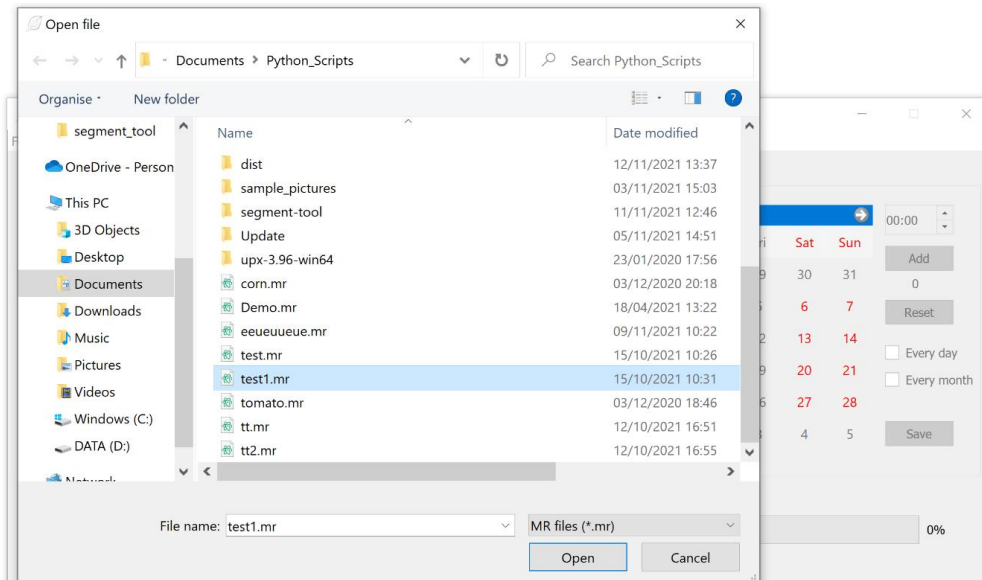 Open file
Documents > Python_Scripts
Search Python_Scripts
Organise
New folder
Name
Date modified
segment_tool
OneDrive - Person
This PC
3D Objects
Desktop
Documents
Downloads
Music
Pictures
Videos
Windows (C:)
DATA (D:)
Network
dist 12/11/2021 13:37
sample_pictures 03/11/2021 15:03
segment-tool 11/11/2021 12:46
Update 05/11/2021 14:51
upx-3.96-win64 23/01/2020 17:56
corn.mr 03/12/2020 20:18
Demo.mr 18/04/2021 13:22
eeueuueue.mr 09/11/2021 10:22
test.mr 15/10/2021 10:26
test1.mr 15/10/2021 10:31
tomato.mr 03/12/2020 18:46
tt.mr 12/10/2021 16:51
tt2.mr 12/10/2021 16:55
File name: test1.mr
MR files (*.mr)
Open Cancel
Sat Sun
30 31
6 7
13 14
20 21
27 28
4 5
00:00
Add
0
Reset
Every day
Every month
Save
0%